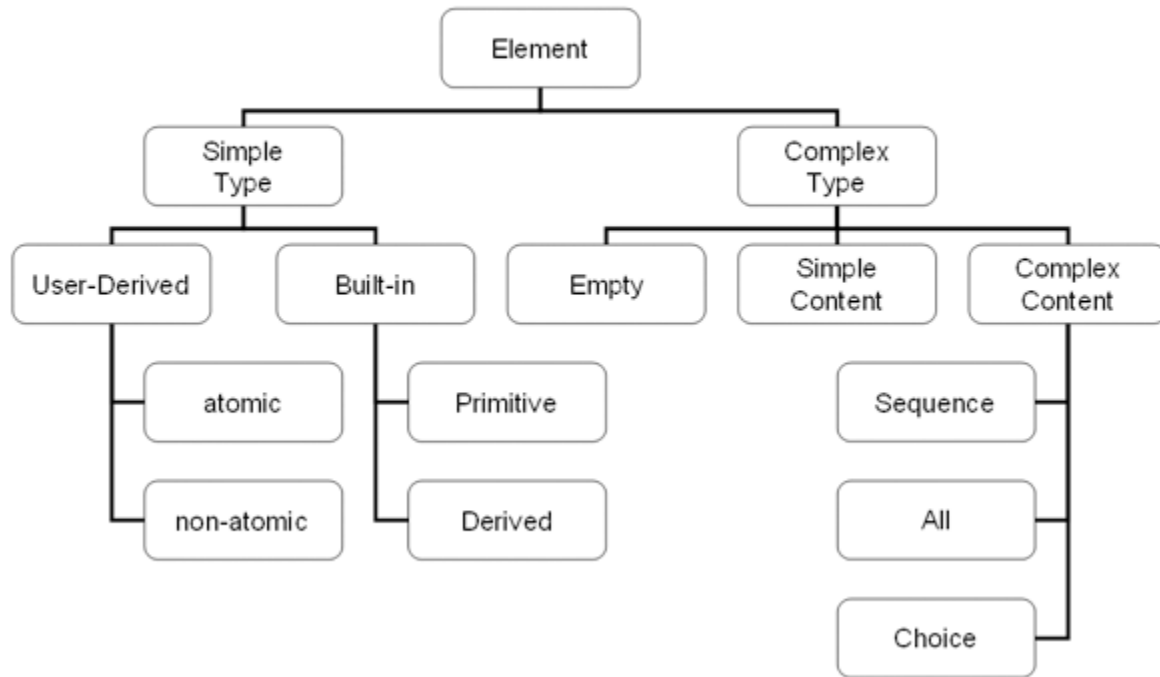 Element
Simple
Type
Complex
Type
User-Derived
Built-in
Empty
Simple
Content
Complex
Content
atomic
Primitive
Sequence
non-atomic
Derived
All
Choice